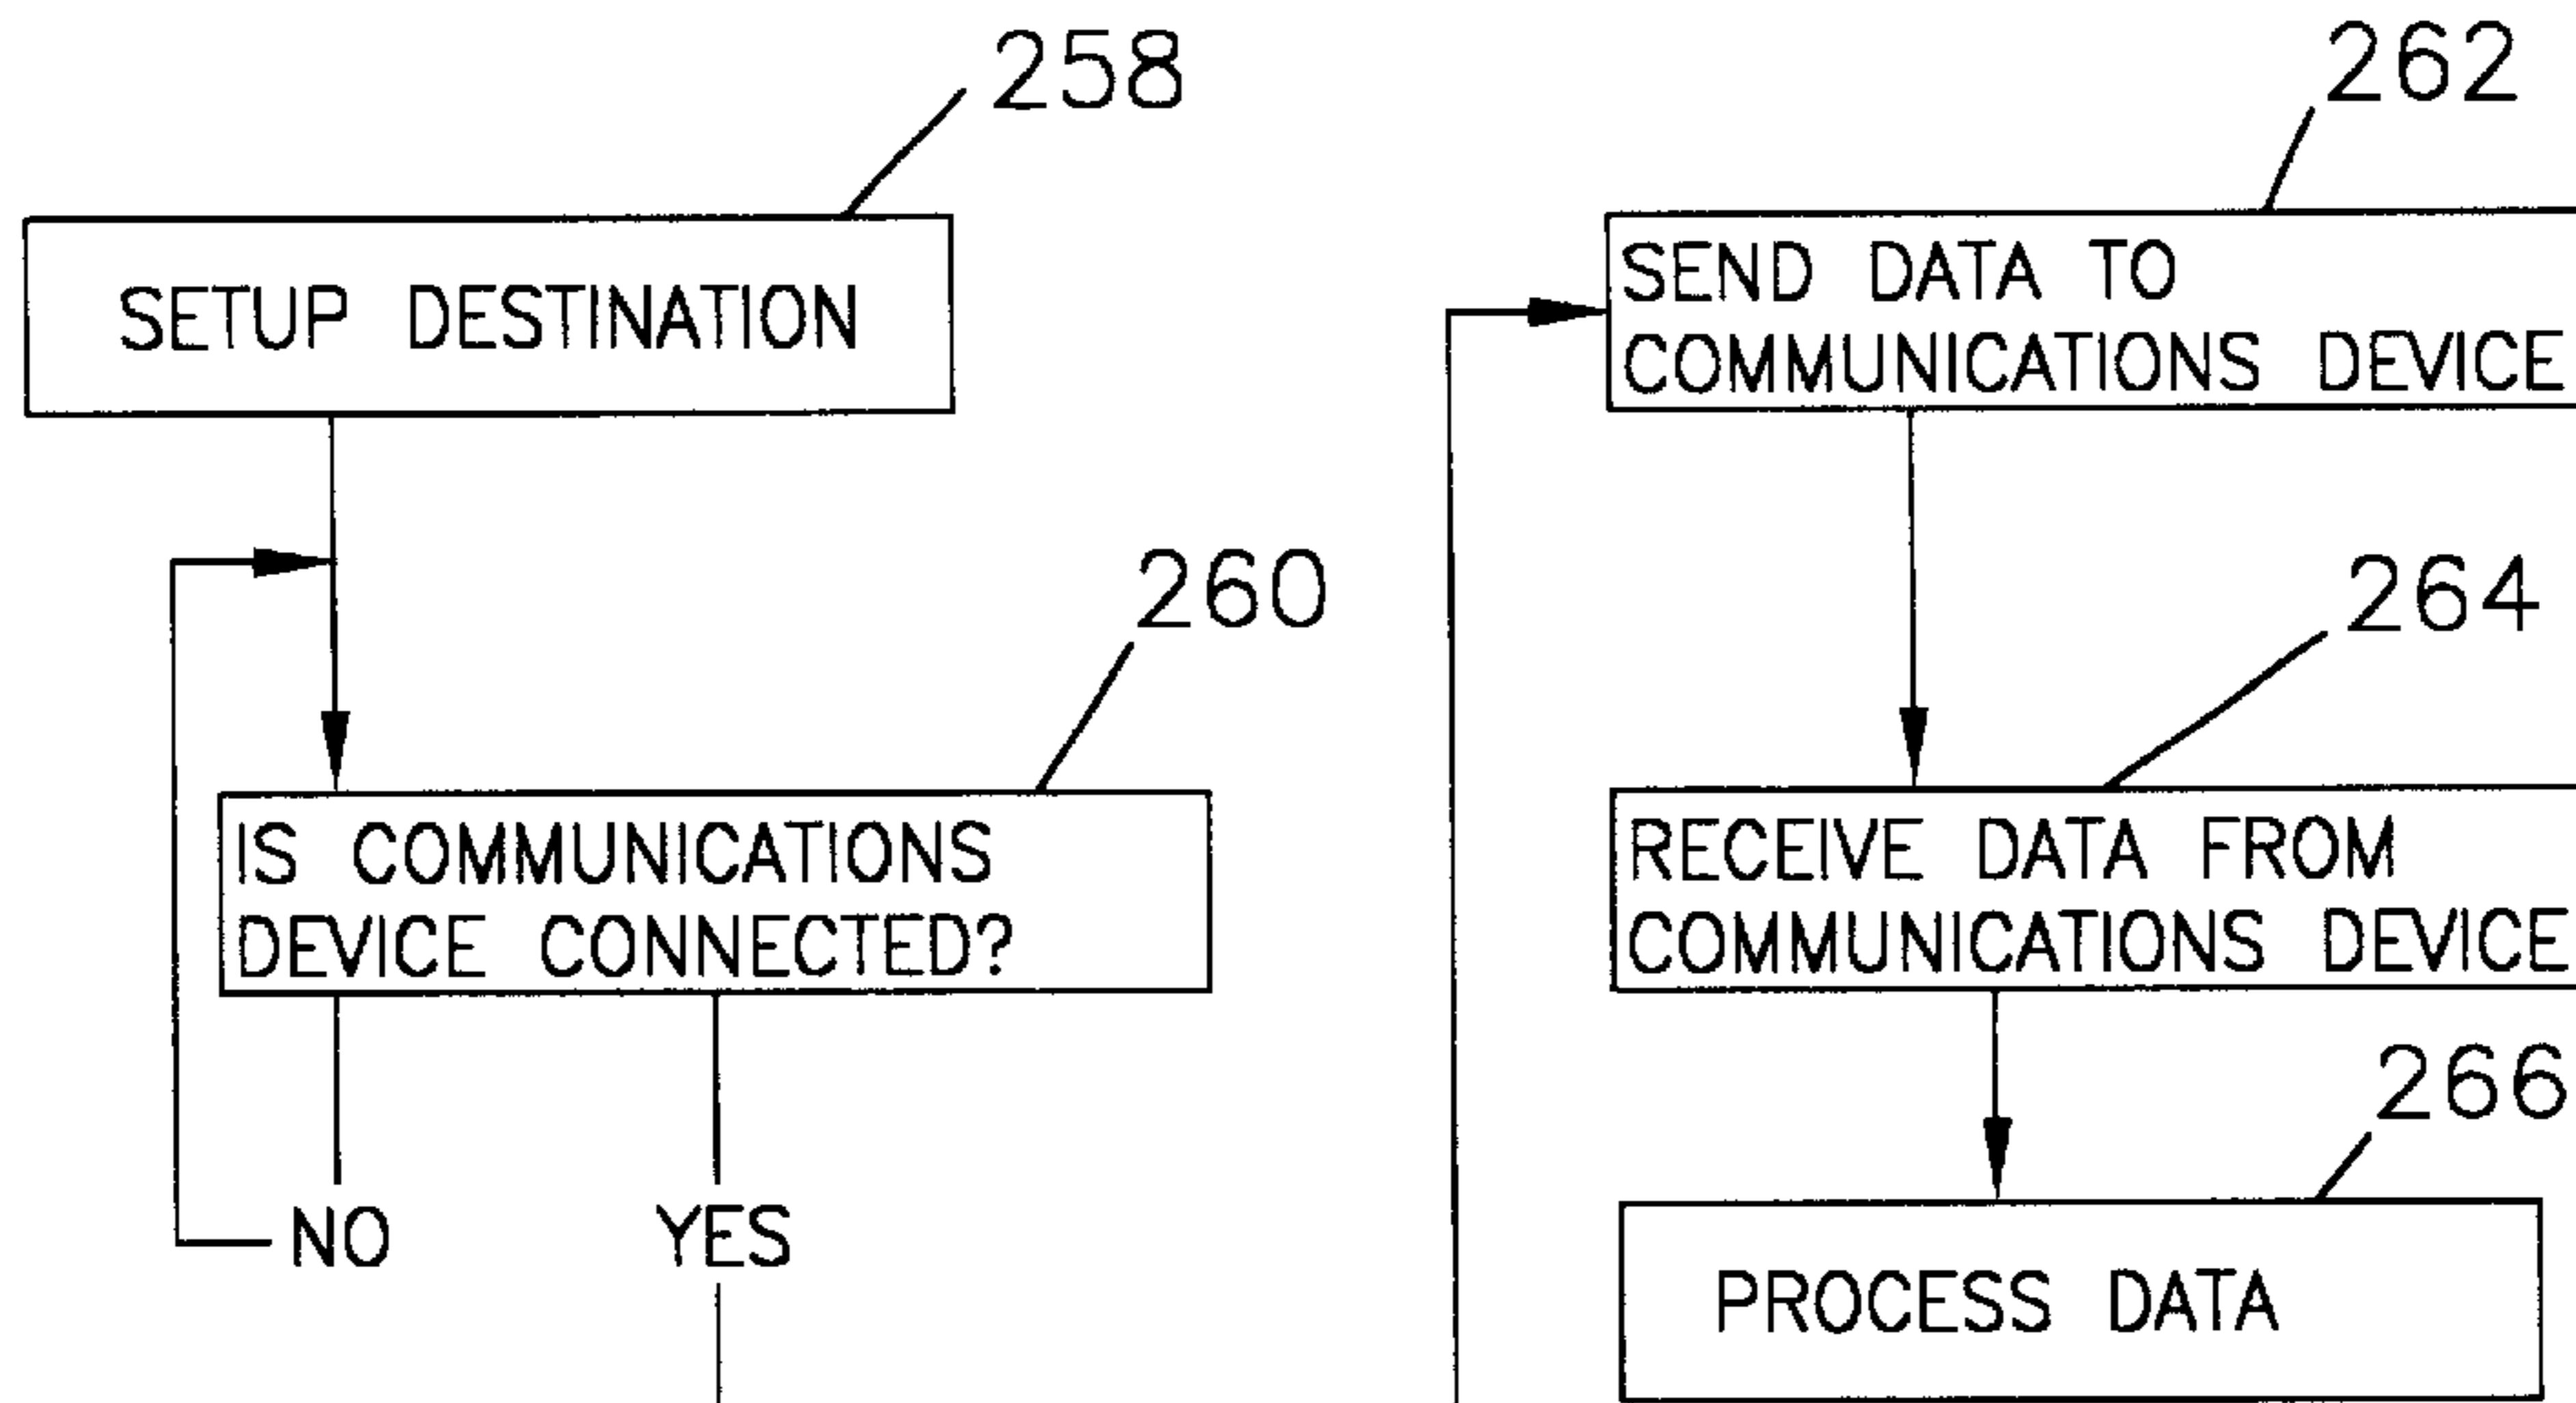 258
SETUP DESTINATION
260
IS COMMUNICATIONS
DEVICE CONNECTED?
NO
YES
262
SEND DATA TO
COMMUNICATIONS DEVICE
264
RECEIVE DATA FROM
COMMUNICATIONS DEVICE
266
PROCESS DATA